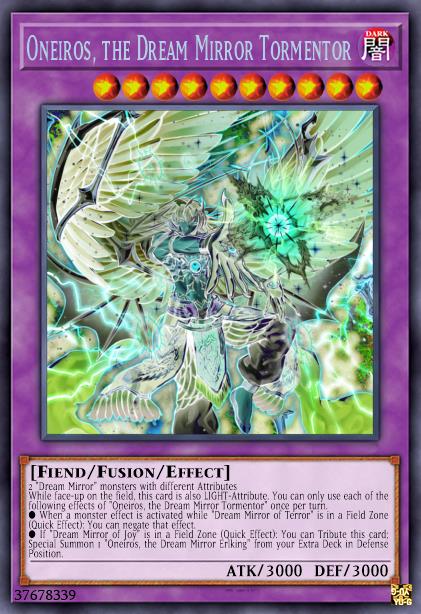 Oneiros, the Dream Mirror Tormentor
DARK
闇
[Fiend/Fusion/Effect]
2 "Dream Mirror" monsters with different Attributes
While face-up on the field, this card is also LIGHT-Attribute. You can only use each of the
following effects of "Oneiros, the Dream Mirror Tormentor" once per turn.
● When a monster effect is activated while "Dream Mirror of Terror" is in a Field Zone
(Quick Effect): You can negate that effect.
● If "Dream Mirror of Joy" is in a Field Zone (Quick Effect): You can Tribute this card;
Special Summon 1 "Oneiros, the Dream Mirror Erlking" from your Extra Deck in Defense
Position.
ATK/3000 DEF/3000
37678339